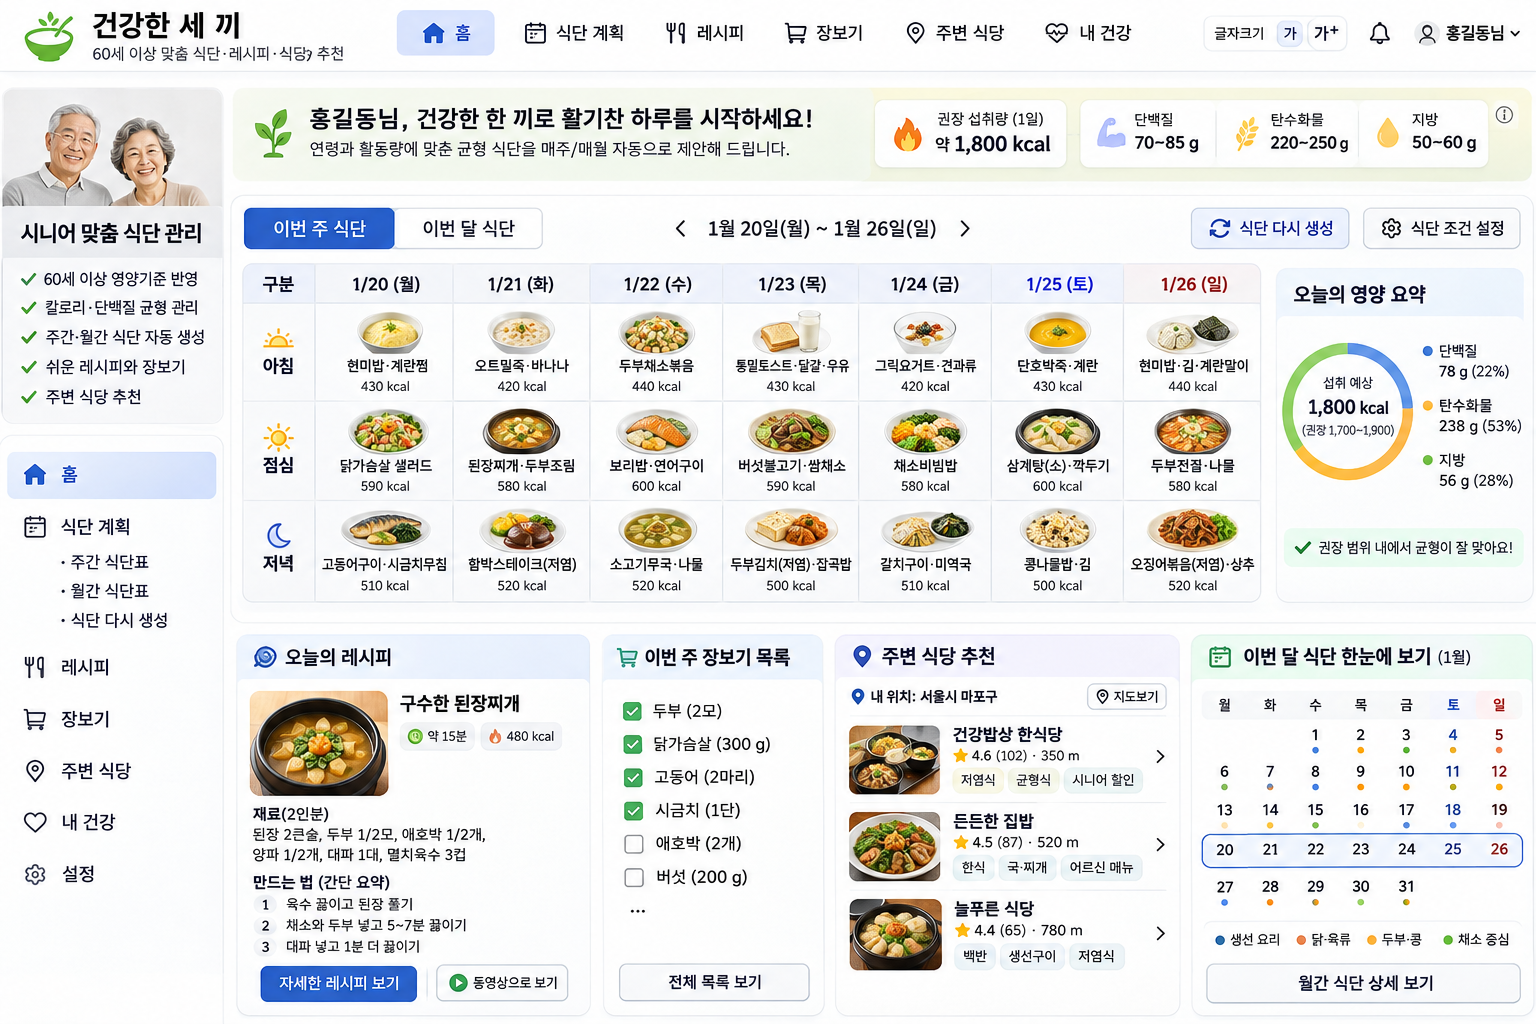 건강한 세 끼
60세 이상 맞춤 식단·레시피·식당 추천
홈
식단 계획
레시피
장보기
주변 식당
내 건강
글자크기 가 가+
홍길동님
시니어 맞춤 식단 관리
60세 이상 영양기준 반영
칼로리·단백질 균형 관리
주간·월간 식단 자동 생성
쉬운 레시피와 장보기
주변 식당 추천
홈
식단 계획
· 주간 식단표
· 월간 식단표
· 식단 다시 생성
레시피
장보기
주변 식당
내 건강
설정
홍길동님, 건강한 한 끼로 활기찬 하루를 시작하세요!
연령과 활동량에 맞춘 균형 식단을 매주/매월 자동으로 제안해 드립니다.
권장 섭취량 (1일)
약 1,800 kcal
단백질
70~85 g
탄수화물
220~250 g
지방
50~60 g
이번 주 식단
이번 달 식단
1월 20일(월) ~ 1월 26일(일)
식단 다시 생성
식단 조건 설정
구분 1/20 (월) 1/21 (화) 1/22 (수) 1/23 (목) 1/24 (금) 1/25 (토) 1/26 (일)
아침
현미밥·계란찜 오트밀죽·바나나 두부채소볶음 통밀토스트·달걀·우유 그릭요거트·견과류 단호박죽·계란 현미밥·김·계란말이
430 kcal 420 kcal 440 kcal 430 kcal 420 kcal 430 kcal 440 kcal
점심
닭가슴살 샐러드 된장찌개·두부조림 보리밥·연어구이 버섯불고기·쌈채소 채소비빔밥 삼계탕(소)·깍두기 두부전골·나물
590 kcal 580 kcal 600 kcal 590 kcal 580 kcal 600 kcal 580 kcal
저녁
고등어구이·시금치무침 함박스테이크(저염) 소고기무국·나물 두부김치(저염)·잡곡밥 갈치구이·미역국 콩나물밥·김 오징어볶음(저염)·상추
510 kcal 520 kcal 520 kcal 500 kcal 510 kcal 500 kcal 520 kcal
오늘의 영양 요약
섭취 예상
1,800 kcal
(권장 1,700~1,900)
단백질
78 g (22%)
탄수화물
238 g (53%)
지방
56 g (28%)
권장 범위 내에서 균형이 잘 맞아요!
오늘의 레시피
구수한 된장찌개
약 15분
480 kcal
재료(2인분)
된장 2큰술, 두부 1/2모, 애호박 1/2개,
양파 1/2개, 대파 1대, 멸치육수 3컵
만드는 법 (간단 요약)
1 육수 끓이고 된장 풀기
2 채소와 두부 넣고 5~7분 끓이기
3 대파 넣고 1분 더 끓이기
자세한 레시피 보기
동영상으로 보기
이번 주 장보기 목록
두부 (2모)
닭가슴살 (300 g)
고등어 (2마리)
시금치 (1단)
애호박 (2개)
버섯 (200 g)
...
전체 목록 보기
주변 식당 추천
내 위치: 서울시 마포구
지도보기
건강밥상 한식당
4.6 (102) · 350 m
저염식 균형식 시니어 할인
든든한 집밥
4.5 (87) · 520 m
한식 국·찌개 어르신 메뉴
늘푸른 식당
4.4 (65) · 780 m
백반 생선구이 저염식
이번 달 식단 한눈에 보기 (1월)
월 화 수 목 금 토 일
1 2 3 4 5
6 7 8 9 10 11 12
13 14 15 16 17 18 19
20 21 22 23 24 25 26
27 28 29 30 31
생선 요리 닭·육류 두부·콩 채소 중심
월간 식단 상세 보기